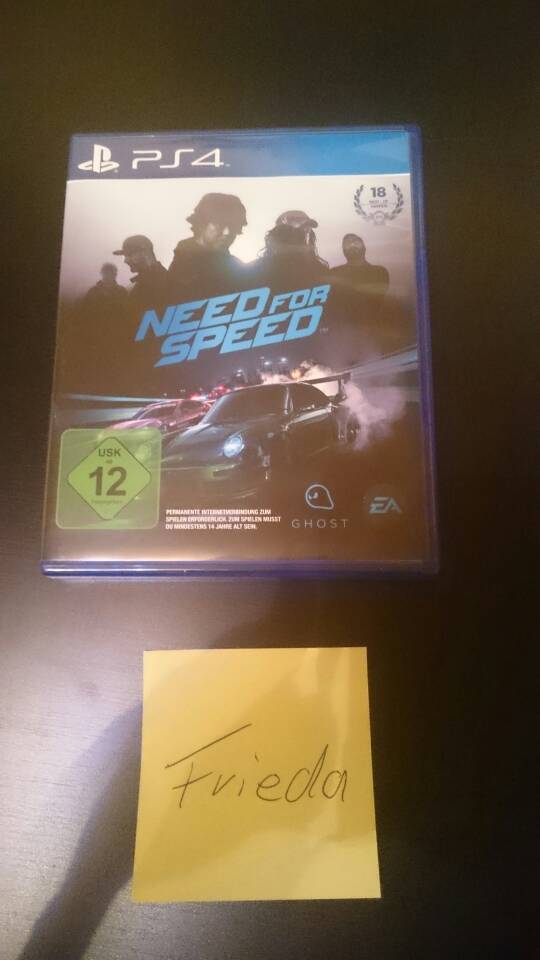 PS4
18
NEED FOR
SPEED
USK
ab
12
PERMANENTE INTERNETVERBINDUNG ZUM
SPIELEN ERFORDERLICH. ZUM SPIELEN MUSST
DU MINDESTENS 14 JAHRE ALT SEIN.
GHOST
EA
Frieda